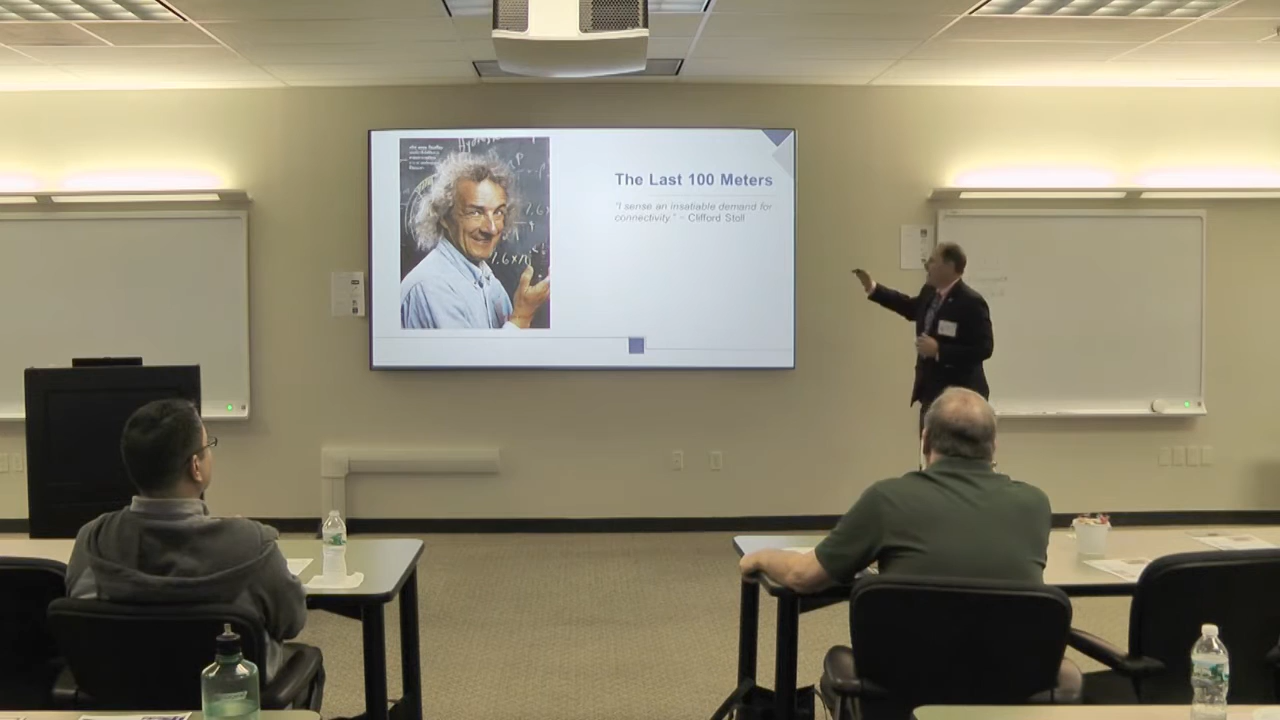 The Last 100 Meters
"I sense an insatiable demand for
connectivity." ~ Clifford Stoll